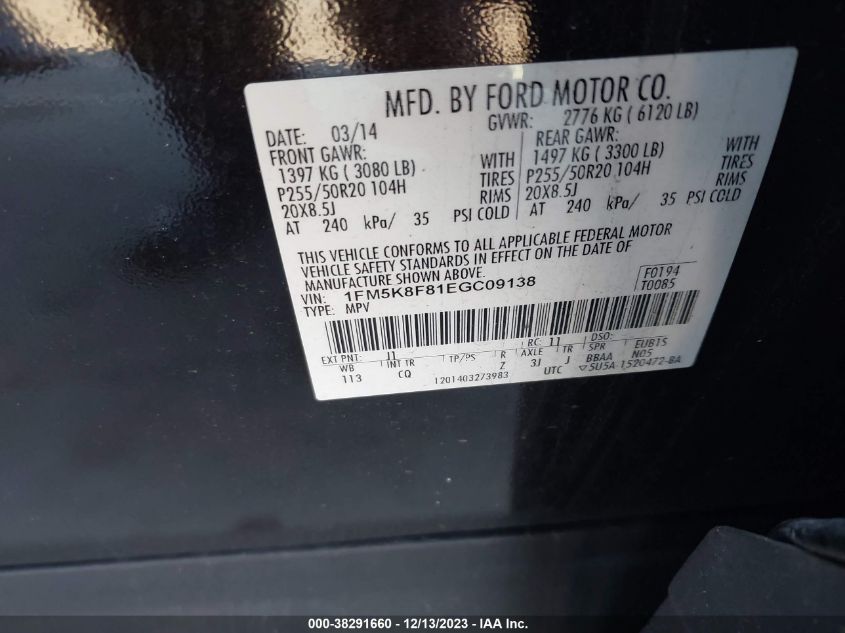 MFD. BY FORD MOTOR CO.
DATE: 03/14 GVWR: 2776 KG ( 6120 LB)
FRONT GAWR: REAR GAWR:
1397 KG ( 3080 LB) WITH 1497 KG ( 3300 LB) WITH
P255/50R20 104H TIRES P255/50R20 104H TIRES
20X8.5J RIMS 20X8.5J RIMS
AT 240 kPa/ 35 PSI COLD AT 240 kPa/ 35 PSI COLD
THIS VEHICLE CONFORMS TO ALL APPLICABLE FEDERAL MOTOR
VEHICLE SAFETY STANDARDS IN EFFECT ON THE DATE OF
MANUFACTURE SHOWN ABOVE.
VIN: 1FM5K8F81EGC09138 F0194
TYPE: MPV T0085
EXT PNT: J1 RC: 11 DSO:
WB INT TR TP/PS R AXLE TR SPR EUBTS
113 CQ Z 3J BBAA N05
1201403273983 UTC ▽5U5A-1520472-BA
000-38291660 - 12/13/2023 - IAA Inc.